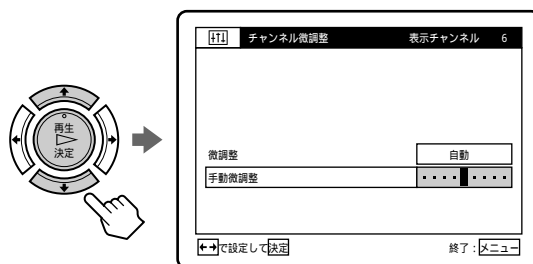 チャンネル微調整 表示チャンネル 6
再生
決定
微調整 自動
手動微調整
で設定して決定 終了:メニュー